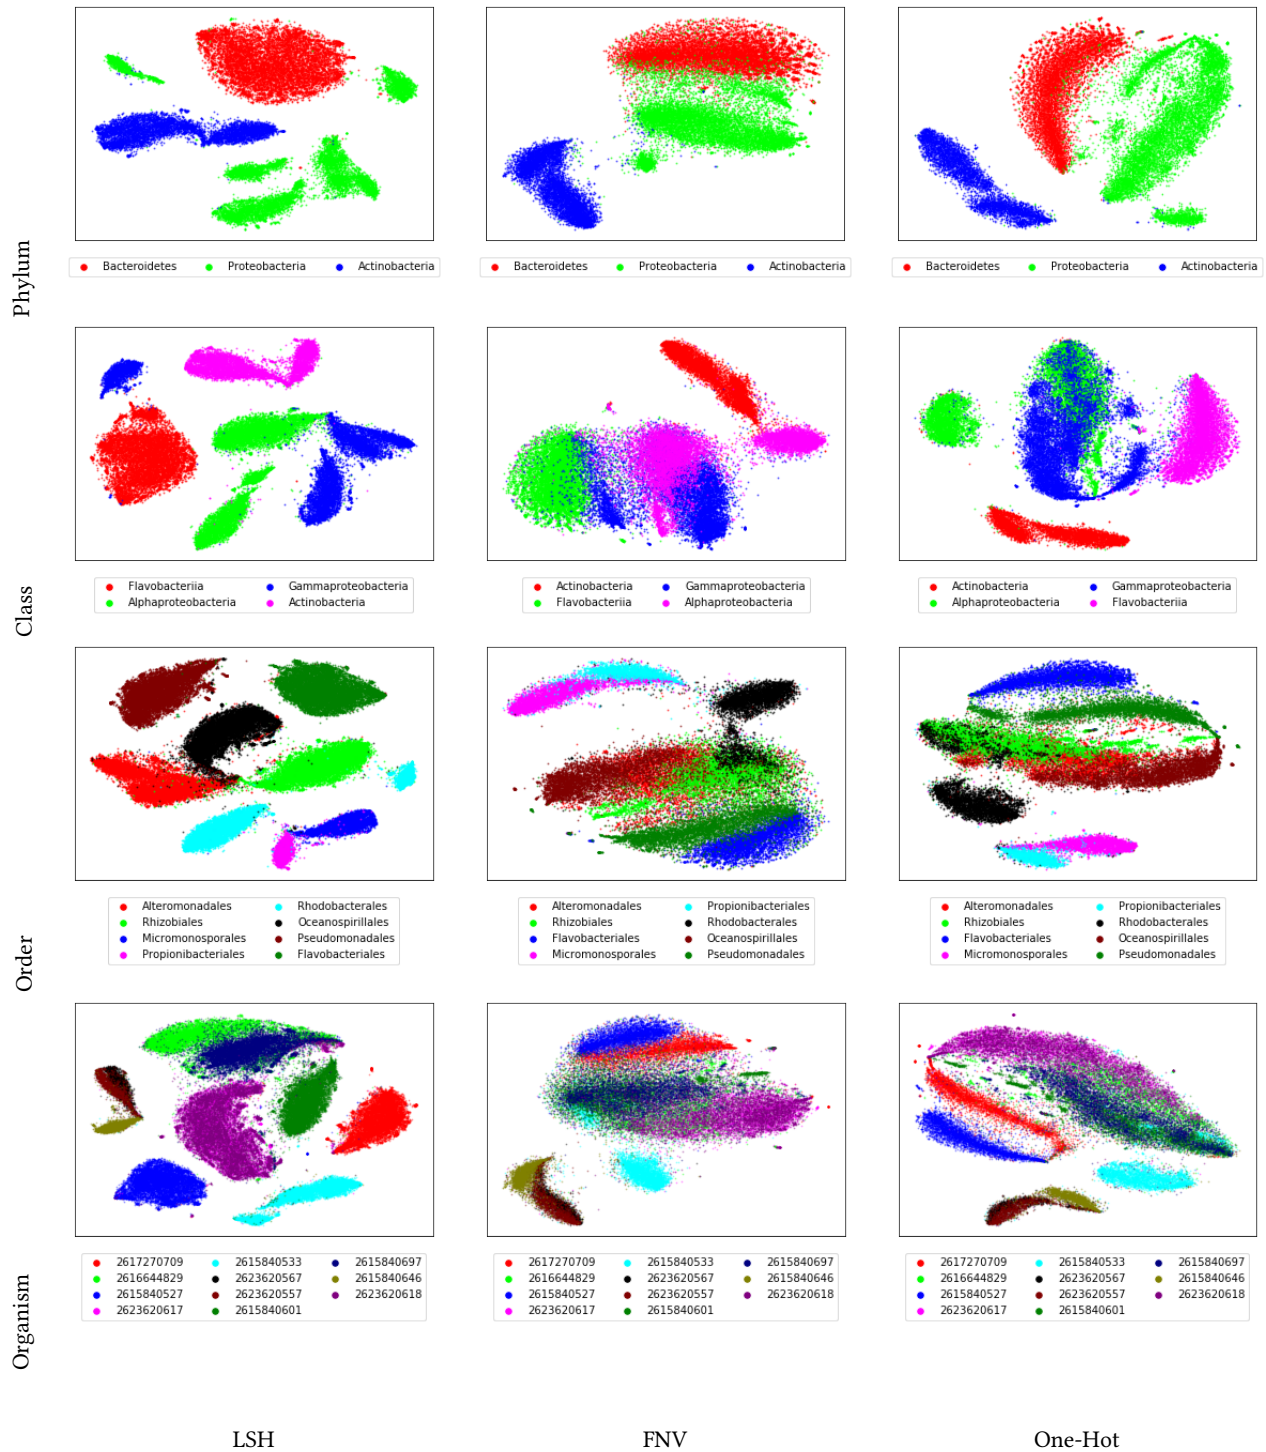 Phylum
Bacteroidetes Proteobacteria Actinobacteria
Bacteroidetes Proteobacteria Actinobacteria
Bacteroidetes Proteobacteria Actinobacteria
Class
Flavobacteriia Gammaproteobacteria
Alphaproteobacteria Actinobacteria
Actinobacteria Gammaproteobacteria
Flavobacteriia Alphaproteobacteria
Actinobacteria Gammaproteobacteria
Alphaproteobacteria Flavobacteriia
Order
Alteromonadales Rhodobacterales
Rhizobiales Oceanospirillales
Micromonosporales Pseudomonadales
Propionibacteriales Flavobacteriales
Alteromonadales Propionibacteriales
Rhizobiales Rhodobacterales
Flavobacteriales Oceanospirillales
Micromonosporales Pseudomonadales
Alteromonadales Propionibacteriales
Rhizobiales Rhodobacterales
Flavobacteriales Oceanospirillales
Micromonosporales Pseudomonadales
Organism
2617270709 2615840533 2615840697
2616644829 2623620567 2615840646
2615840527 2623620557 2623620618
2623620617 2615840601
2617270709 2615840533 2615840697
2616644829 2623620567 2615840646
2615840527 2623620557 2623620618
2623620617 2615840601
2617270709 2615840533 2615840697
2616644829 2623620567 2615840646
2615840527 2623620557 2623620618
2623620617 2615840601
LSH FNV One-Hot